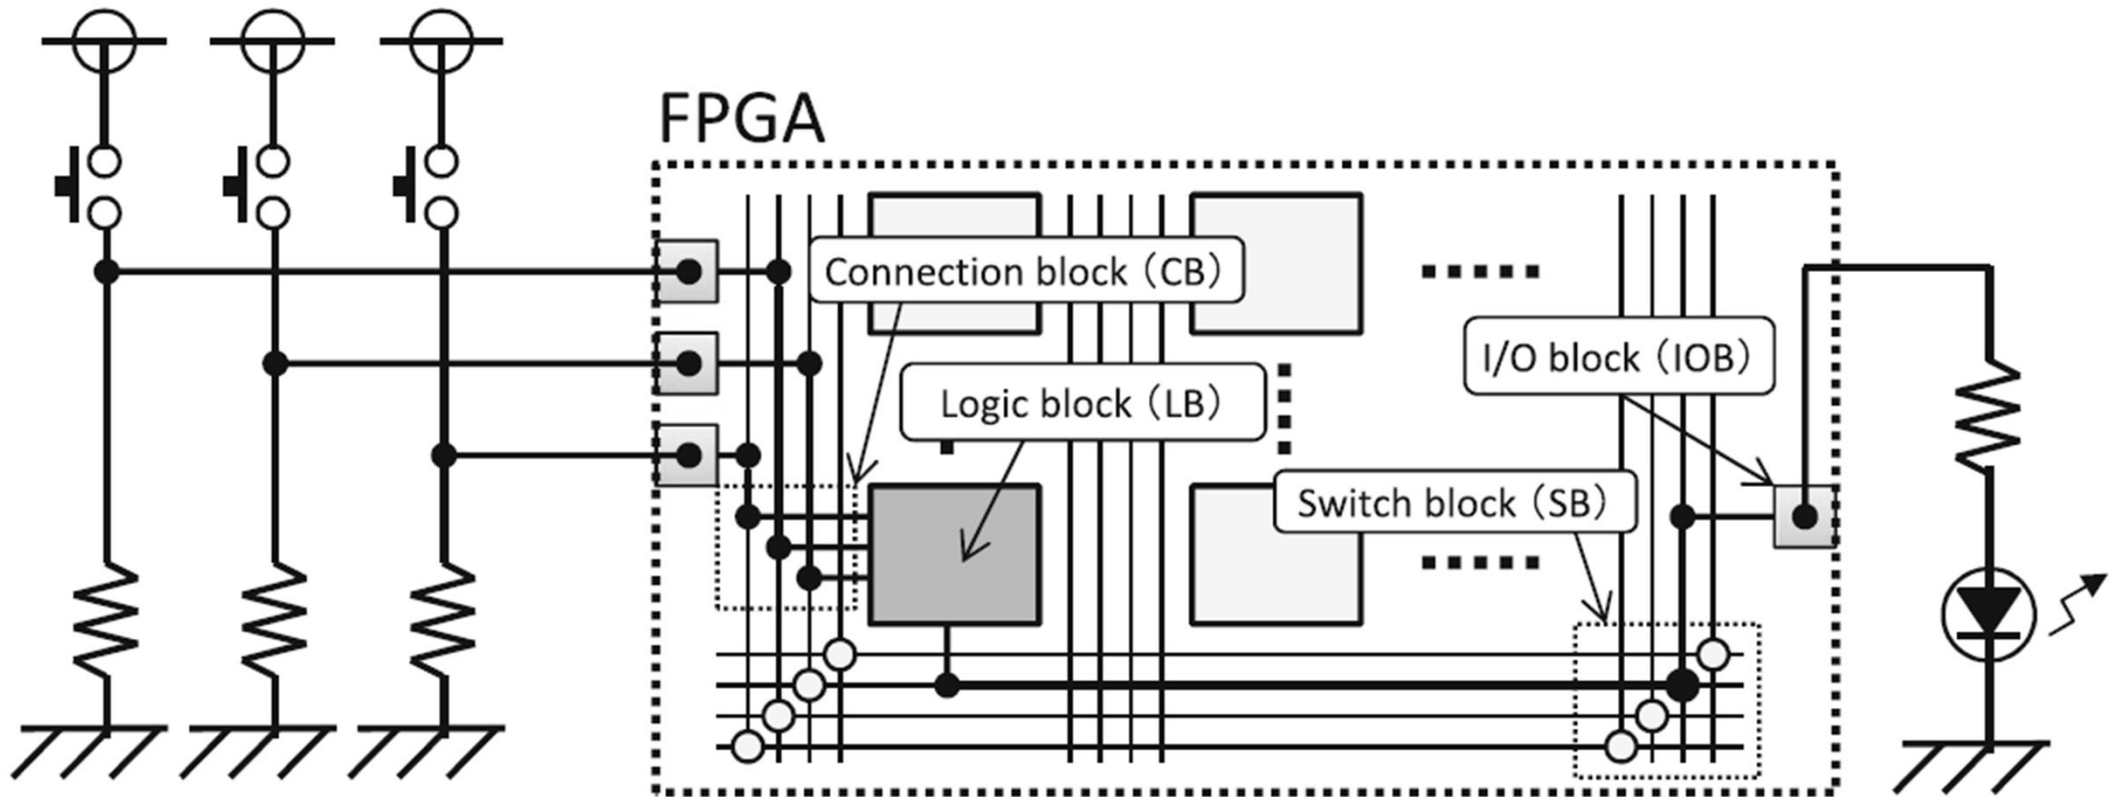 FPGA
Connection block（CB）
I/O block（IOB）
Logic block（LB）
Switch block（SB）